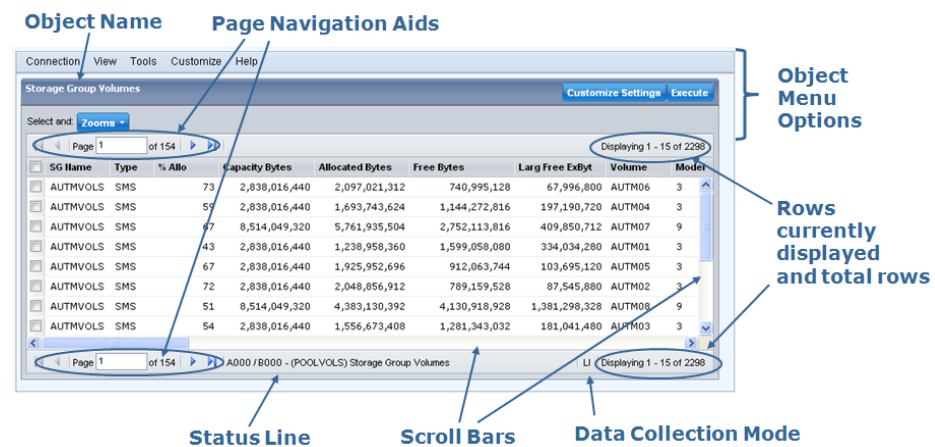 Object Name
Page Navigation Aids
Connection View Tools Customize Help
Object
Menu
Options
Storage Group Volumes
Customize Settings Execute
Select and: Zooms
Page 1 of 154
Displaying 1 - 15 of 2298
SG Name Type % Allo Capacity Bytes Allocated Bytes Free Bytes Larg Free ExByt Volume Model
AUTMVOLS SMS 73 2,838,016,440 2,097,021,312 740,995,128 67,996,800 AUTM06 3
AUTMVOLS SMS 59 2,838,016,440 1,693,743,624 1,144,272,816 197,190,720 AUTM04 3
AUTMVOLS SMS 67 8,514,049,320 5,761,935,504 2,752,113,816 409,850,712 AUTM07 9
AUTMVOLS SMS 43 2,838,016,440 1,238,958,360 1,599,058,080 334,034,280 AUTM01 3
AUTMVOLS SMS 67 2,838,016,440 1,925,952,696 912,063,744 103,695,120 AUTM05 3
AUTMVOLS SMS 72 2,838,016,440 2,048,856,912 789,159,528 87,545,880 AUTM02 3
AUTMVOLS SMS 51 8,514,049,320 4,383,130,392 4,130,918,928 1,381,298,328 AUTM08 9
AUTMVOLS SMS 54 2,838,016,440 1,556,673,408 1,281,343,032 181,041,480 AUTM03 3
Rows
currently
displayed
and total rows
Page 1 of 154
A000 / B000 - (POOLVOLS) Storage Group Volumes
LI
Displaying 1 - 15 of 2298
Status Line
Scroll Bars
Data Collection Mode